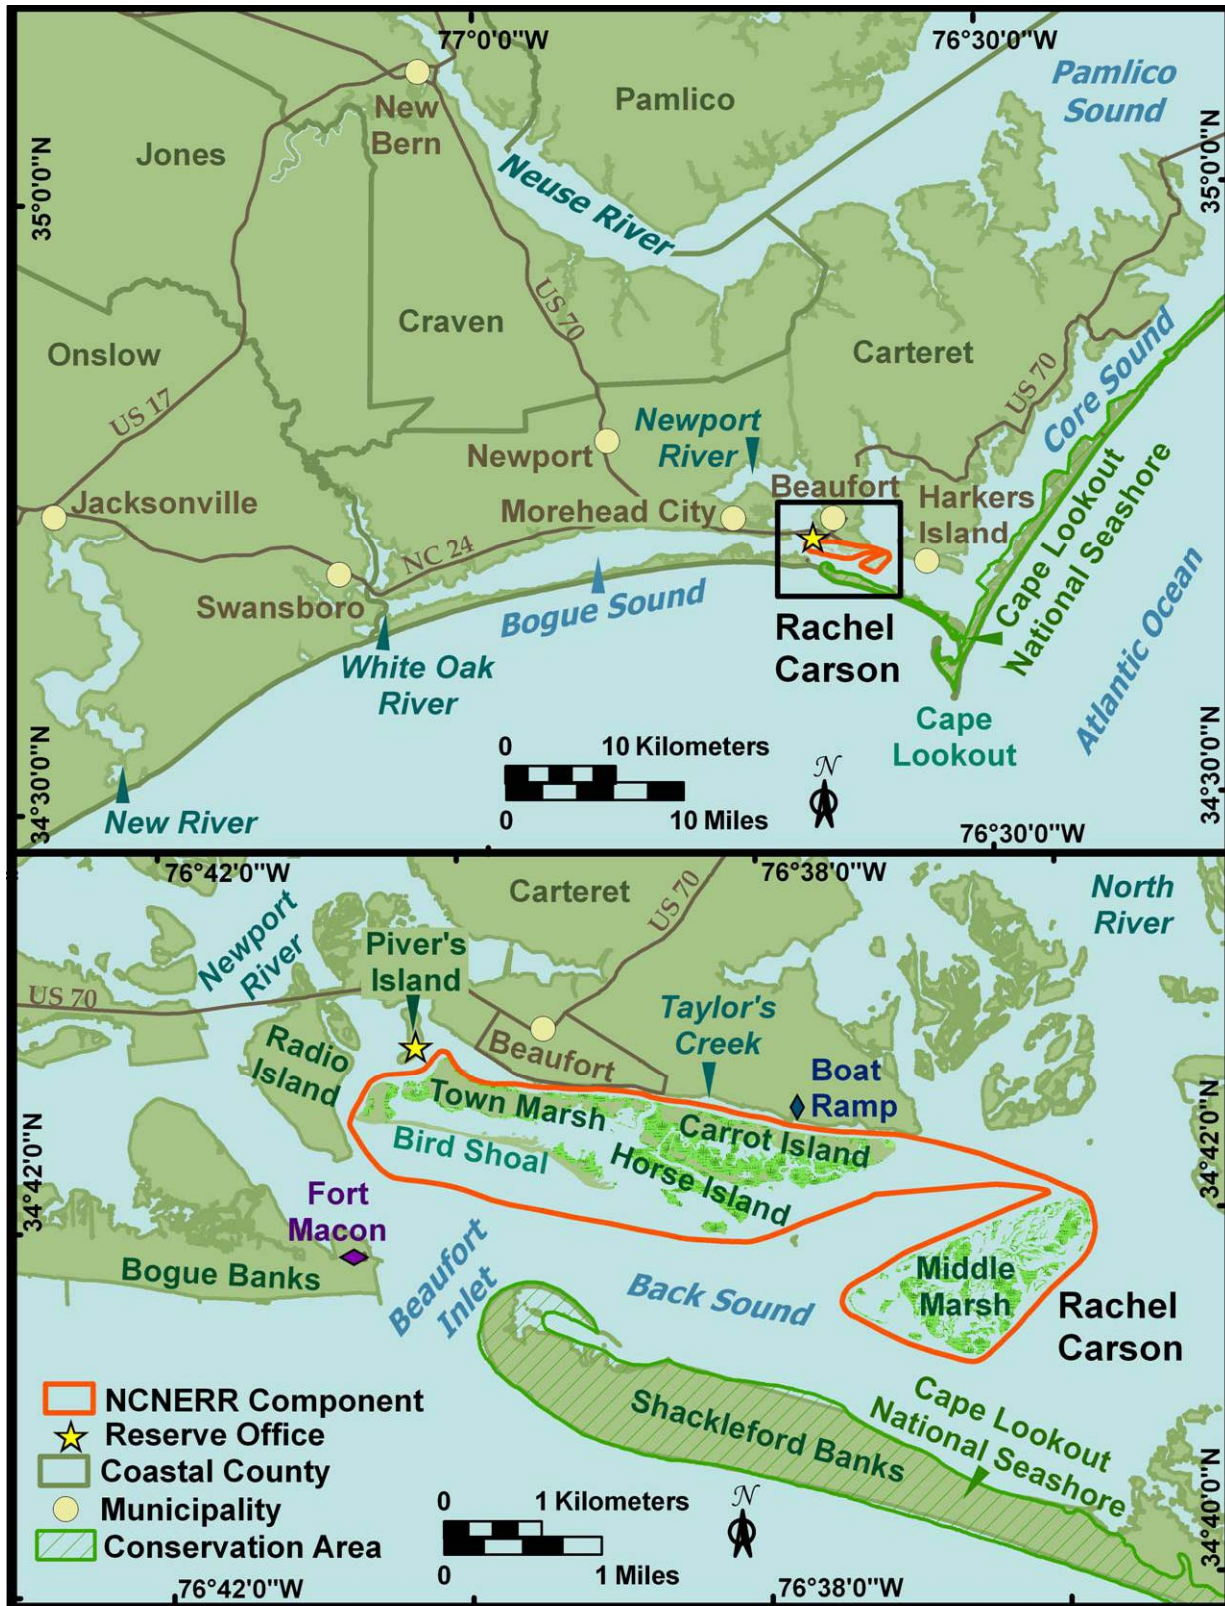 77°0'0"W
76°30'0"W
Pamlico
Sound
Pamlico
New
Bern
Jones
35°0'0"N
35°0'0"N
Neuse River
US 70
Craven
Onslow
Carteret
US 17
US 70
Core Sound
Newport
River
Newport
Jacksonville
Morehead City
Beaufort
Harkers
Island
NC 24
Swansboro
Bogue Sound
Cape Lookout
National Seashore
Rachel
Carson
White Oak
River
Atlantic Ocean
Cape
Lookout
0 10 Kilometers
N
0 10 Miles
34°30'0"N
34°30'0"N
New River
76°30'0"W
76°42'0"W
76°38'0"W
Carteret
US 70
North
River
Newport
River
Piver's
Island
US 70
Taylor's
Creek
Radio
Island
Beaufort
Boat
Ramp
Town Marsh
Carrot Island
Bird Shoal
Horse Island
34°42'0"N
34°42'0"N
Fort
Macon
Bogue Banks
Beaufort
Inlet
Back Sound
Middle
Marsh
Rachel
Carson
Shackleford Banks
Cape Lookout
National Seashore
NCNERR Component
Reserve Office
Coastal County
Municipality
Conservation Area
0 1 Kilometers
N
0 1 Miles
34°40'0"N
76°42'0"W
76°38'0"W